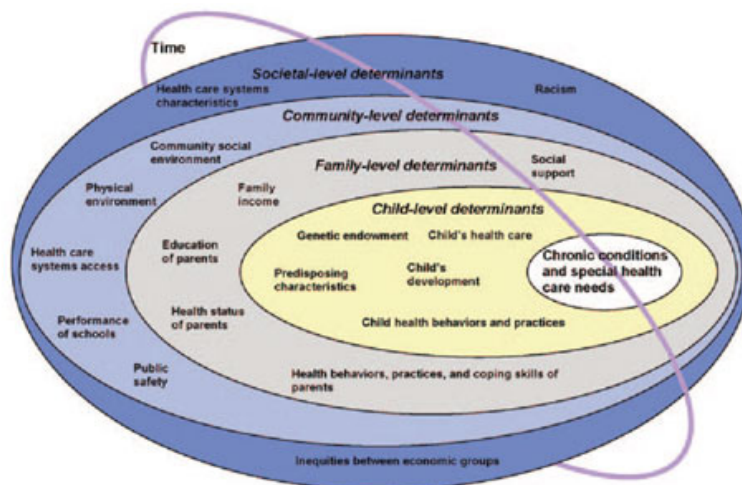 Time
Societal-level determinants
Health care systems
characteristics
Racism
Community-level determinants
Community social
environment
Family-level determinants
Social
support
Physical
environment
Family
income
Child-level determinants
Genetic endowment
Child's health care
Education
of parents
Health care
systems access
Chronic conditions
and special health
care needs
Predisposing
characteristics
Child's
development
Health status
of parents
Performance
of schools
Child health behaviors and practices
Public
safety
Health behaviors, practices, and coping skills of
parents
Inequities between economic groups